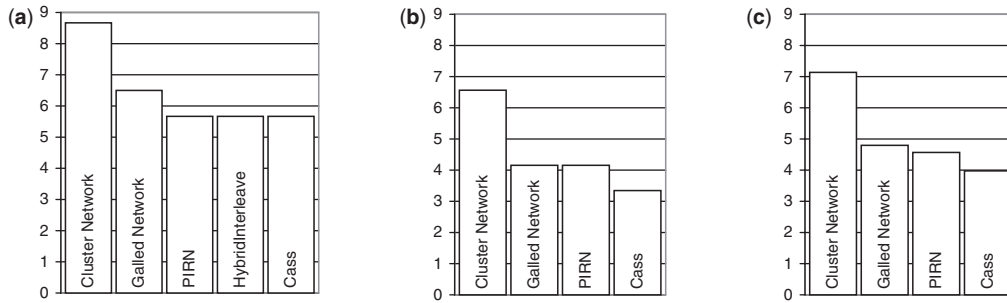 (a)
9
8
7
6
5
4
3
2
1
0
Cluster Network
Galled Network
PIRN
HybridInterleave
Cass
(b)
9
8
7
6
5
4
3
2
1
0
Cluster Network
Galled Network
PIRN
Cass
(c)
9
8
7
6
5
4
3
2
1
0
Cluster Network
Galled Network
PIRN
Cass